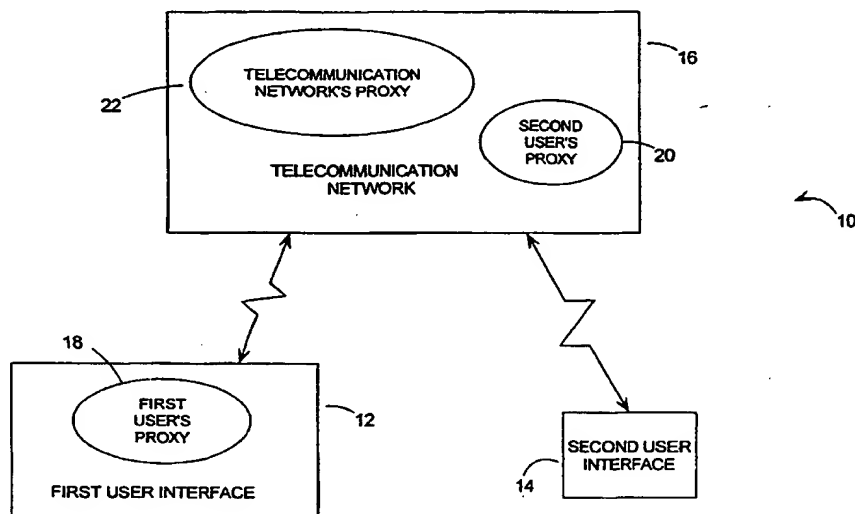 TELECOMMUNICATION
NETWORK'S PROXY
22
16
SECOND
USER'S
PROXY
20
TELECOMMUNICATION
NETWORK
10
18
FIRST
USER'S
PROXY
12
FIRST USER INTERFACE
SECOND USER
INTERFACE
14